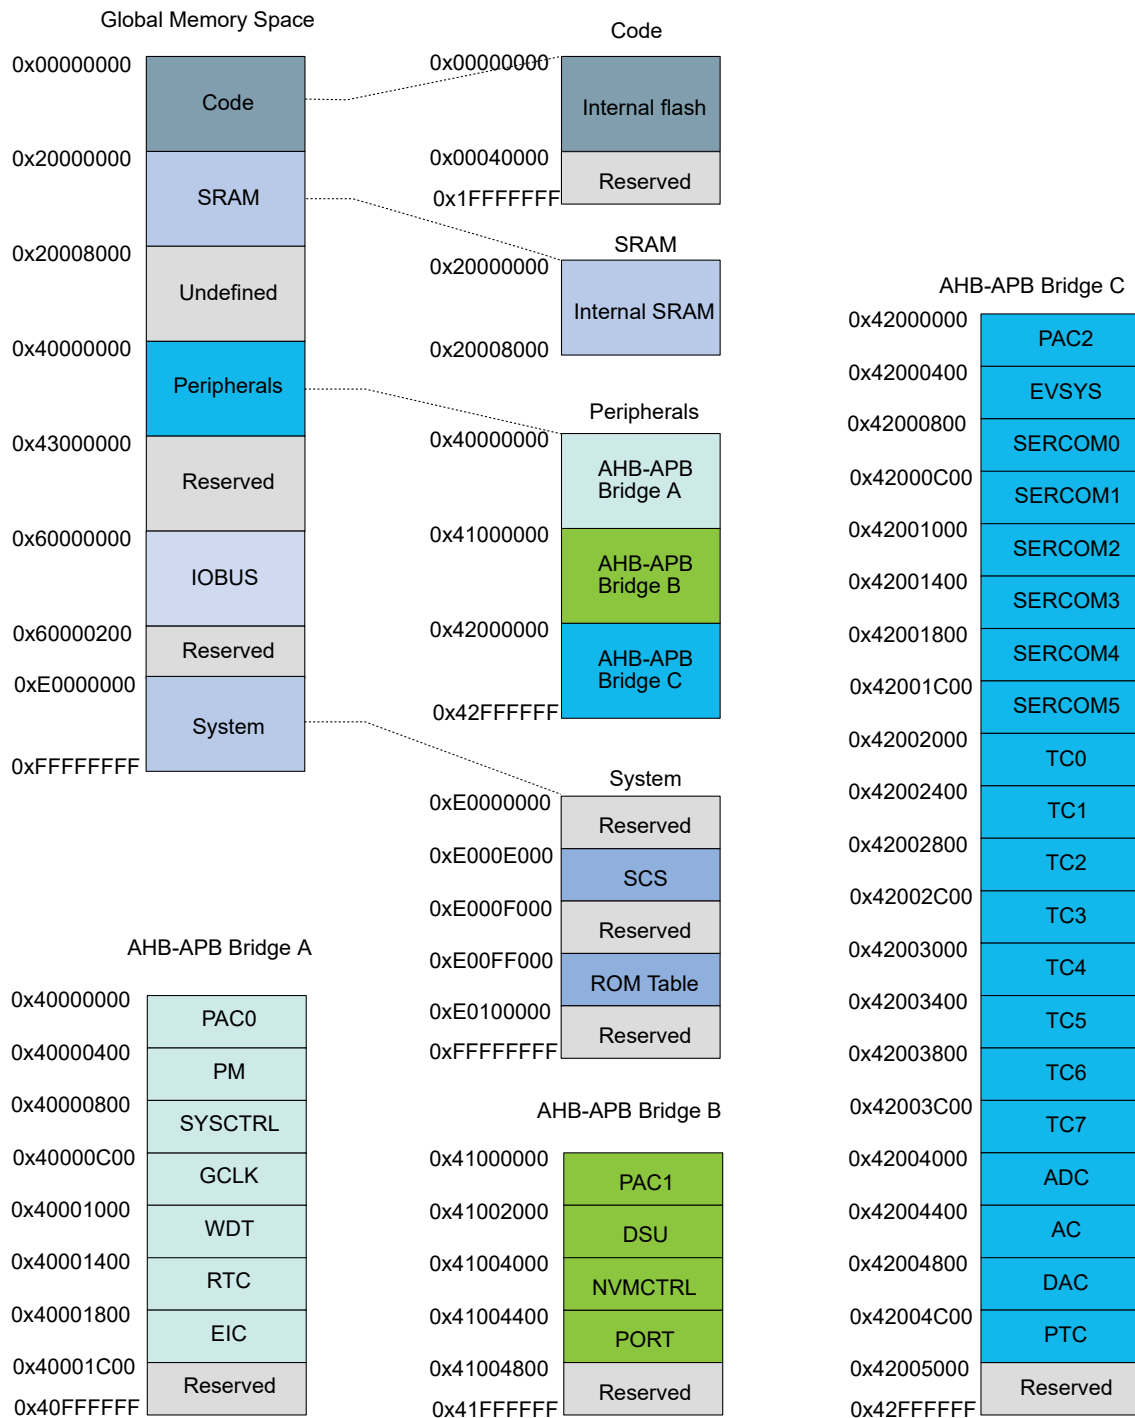 Global Memory Space
0x00000000
Code
0x20000000
SRAM
0x20008000
Undefined
0x40000000
Peripherals
0x43000000
Reserved
0x60000000
IOBUS
0x60000200
Reserved
0xE0000000
System
0xFFFFFFFF
Code
0x00000000
Internal flash
0x00040000
Reserved
0x1FFFFFFF
SRAM
0x20000000
Internal SRAM
0x20008000
Peripherals
0x40000000
AHB-APB
Bridge A
0x41000000
AHB-APB
Bridge B
0x42000000
AHB-APB
Bridge C
0x42FFFFFF
System
0xE0000000
Reserved
0xE000E000
SCS
0xE000F000
Reserved
0xE00FF000
ROM Table
0xE0100000
Reserved
0xFFFFFFFF
AHB-APB Bridge A
0x40000000
PAC0
0x40000400
PM
0x40000800
SYSCTRL
0x40000C00
GCLK
0x40001000
WDT
0x40001400
RTC
0x40001800
EIC
0x40001C00
Reserved
0x40FFFFFF
AHB-APB Bridge B
0x41000000
PAC1
0x41002000
DSU
0x41004000
NVMCTRL
0x41004400
PORT
0x41004800
Reserved
0x41FFFFFF
AHB-APB Bridge C
0x42000000
PAC2
0x42000400
EVSYS
0x42000800
SERCOM0
0x42000C00
SERCOM1
0x42001000
SERCOM2
0x42001400
SERCOM3
0x42001800
SERCOM4
0x42001C00
SERCOM5
0x42002000
TC0
0x42002400
TC1
0x42002800
TC2
0x42002C00
TC3
0x42003000
TC4
0x42003400
TC5
0x42003800
TC6
0x42003C00
TC7
0x42004000
ADC
0x42004400
AC
0x42004800
DAC
0x42004C00
PTC
0x42005000
Reserved
0x42FFFFFF